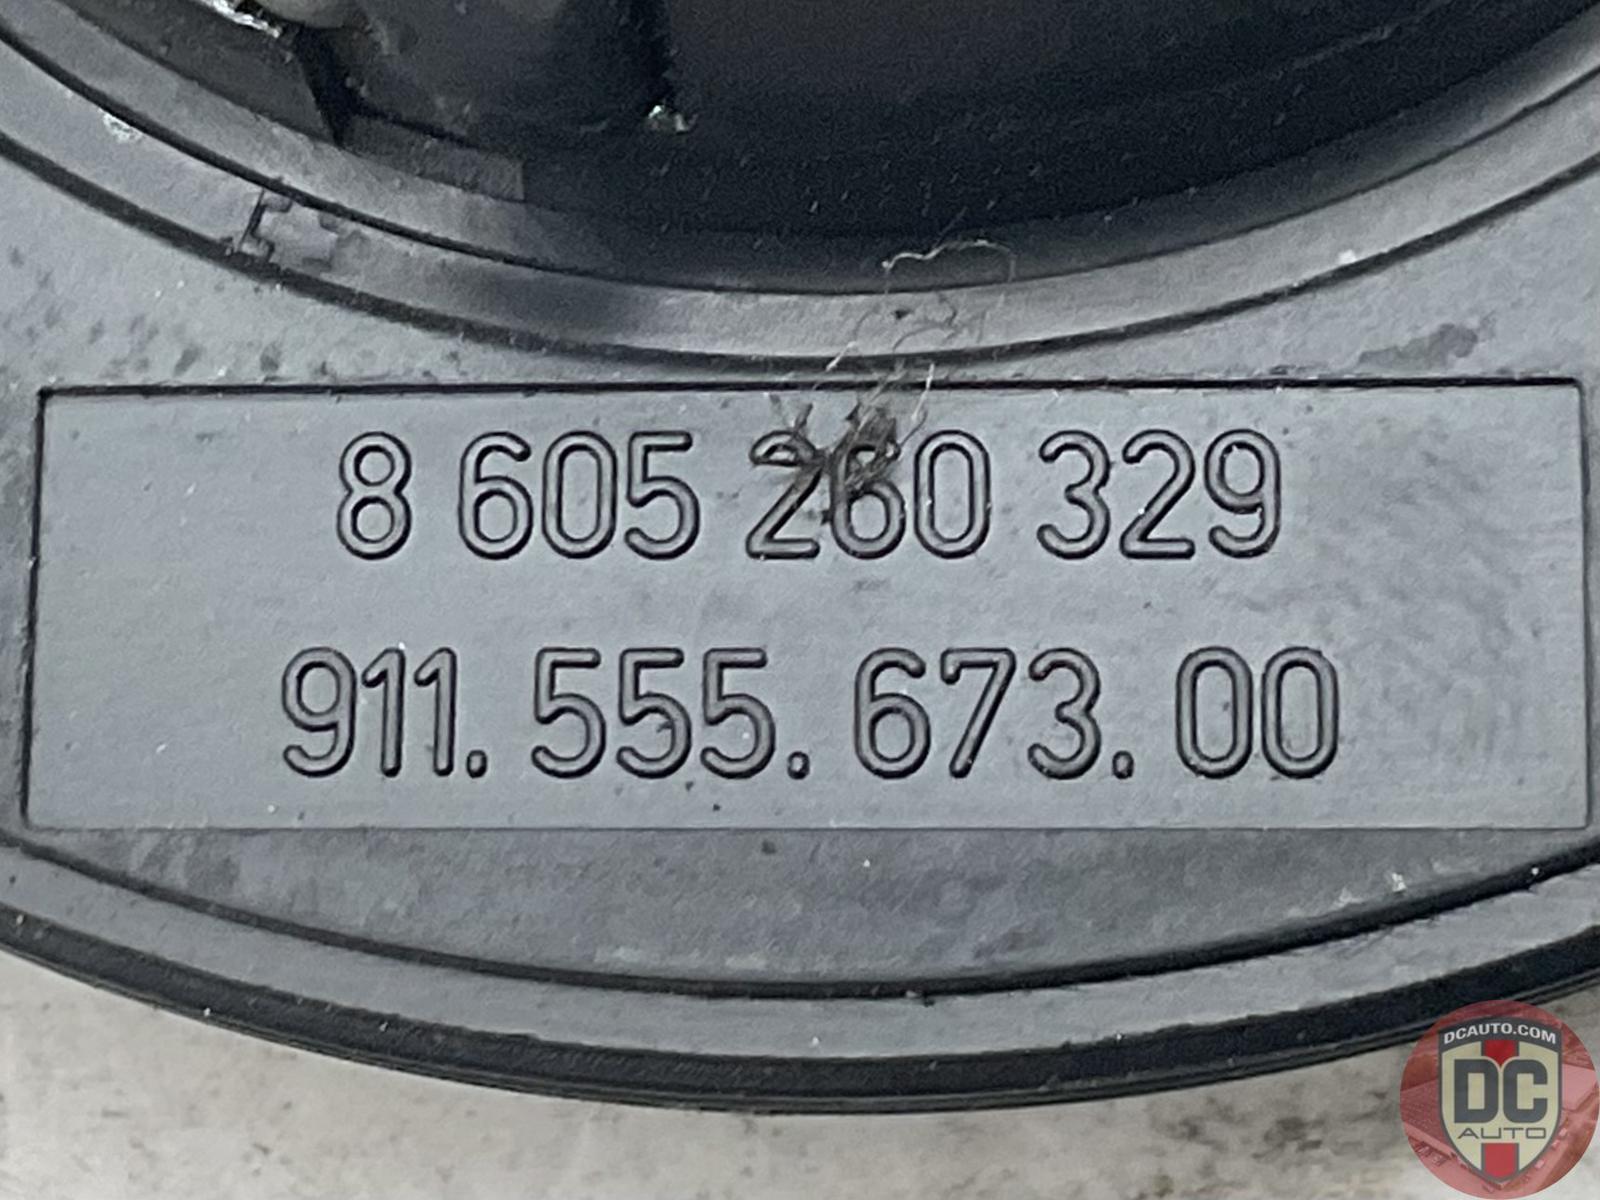 8 605 260 329
911. 555. 673. 00
DCAUTO.COM
DC
AUTO